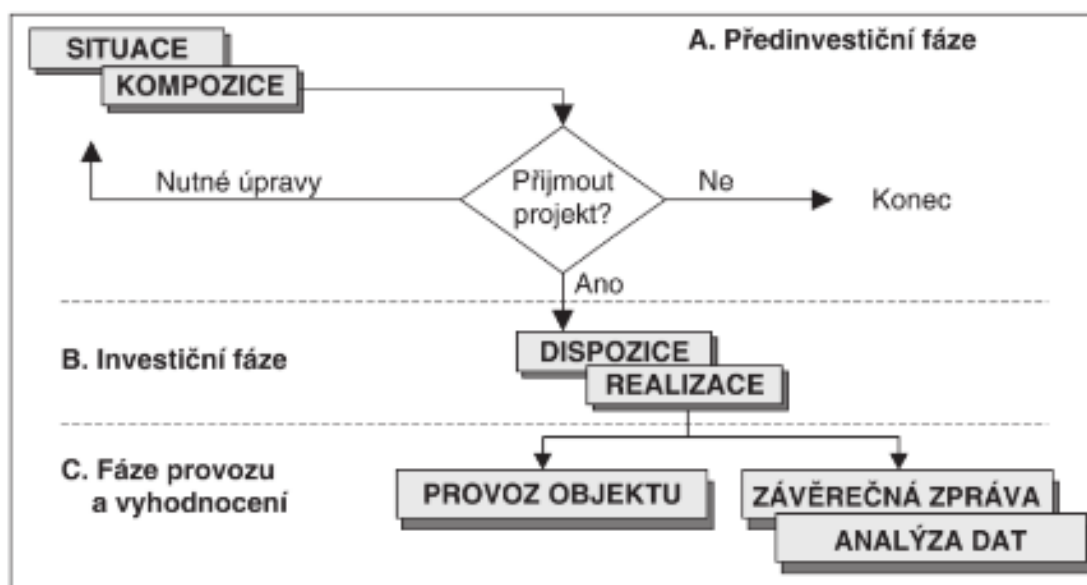 SITUACE
A. Předinvestiční fáze
KOMPOZICE
Nutné úpravy
Přijmout
projekt?
Ne
Konec
Ano
B. Investiční fáze
DISPOZICE
REALIZACE
C. Fáze provozu
a vyhodnocení
PROVOZ OBJEKTU
ZÁVĚREČNÁ ZPRÁVA
ANALÝZA DAT